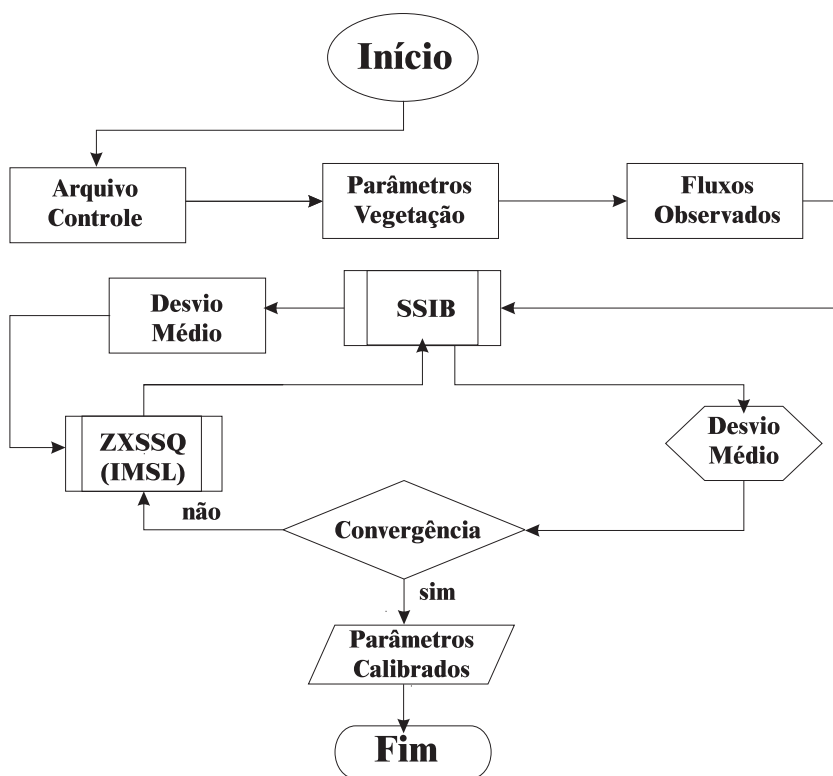 Início
Arquivo
Controle
Parâmetros
Vegetação
Fluxos
Observados
Desvio
Médio
SSIB
ZXSSQ
(IMSL)
Desvio
Médio
não
Convergência
sim
Parâmetros
Calibrados
Fim